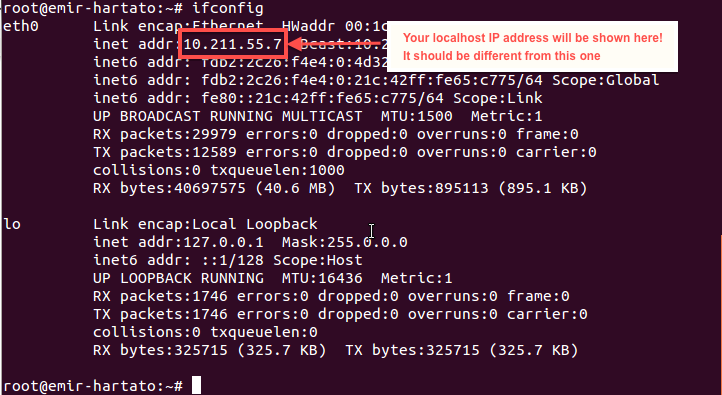 root@emir-hartato:~# ifconfig
eth0 Link encap:Ethernet HWaddr
Your localhost IP address will be shown here!
It should be different from this one
inet addr:10.211.55.7
inet6 addr: fdb2:2c26:f4e4:0:4d32
inet6 addr: fdb2:2c26:f4e4:0:21c:42ff:fe65:c775/64 Scope:Global
inet6 addr: fe80::21c:42ff:fe65:c775/64 Scope:Link
UP BROADCAST RUNNING MULTICAST MTU:1500 Metric:1
RX packets:29979 errors:0 dropped:0 overruns:0 frame:0
TX packets:12589 errors:0 dropped:0 overruns:0 carrier:0
collisions:0 txqueuelen:1000
RX bytes:40697575 (40.6 MB) TX bytes:895113 (895.1 KB)
lo Link encap:Local Loopback
inet addr:127.0.0.1 Mask:255.0.0.0
inet6 addr: ::1/128 Scope:Host
UP LOOPBACK RUNNING MTU:16436 Metric:1
RX packets:1746 errors:0 dropped:0 overruns:0 frame:0
TX packets:1746 errors:0 dropped:0 overruns:0 carrier:0
collisions:0 txqueuelen:0
RX bytes:325715 (325.7 KB) TX bytes:325715 (325.7 KB)
root@emir-hartato:~#